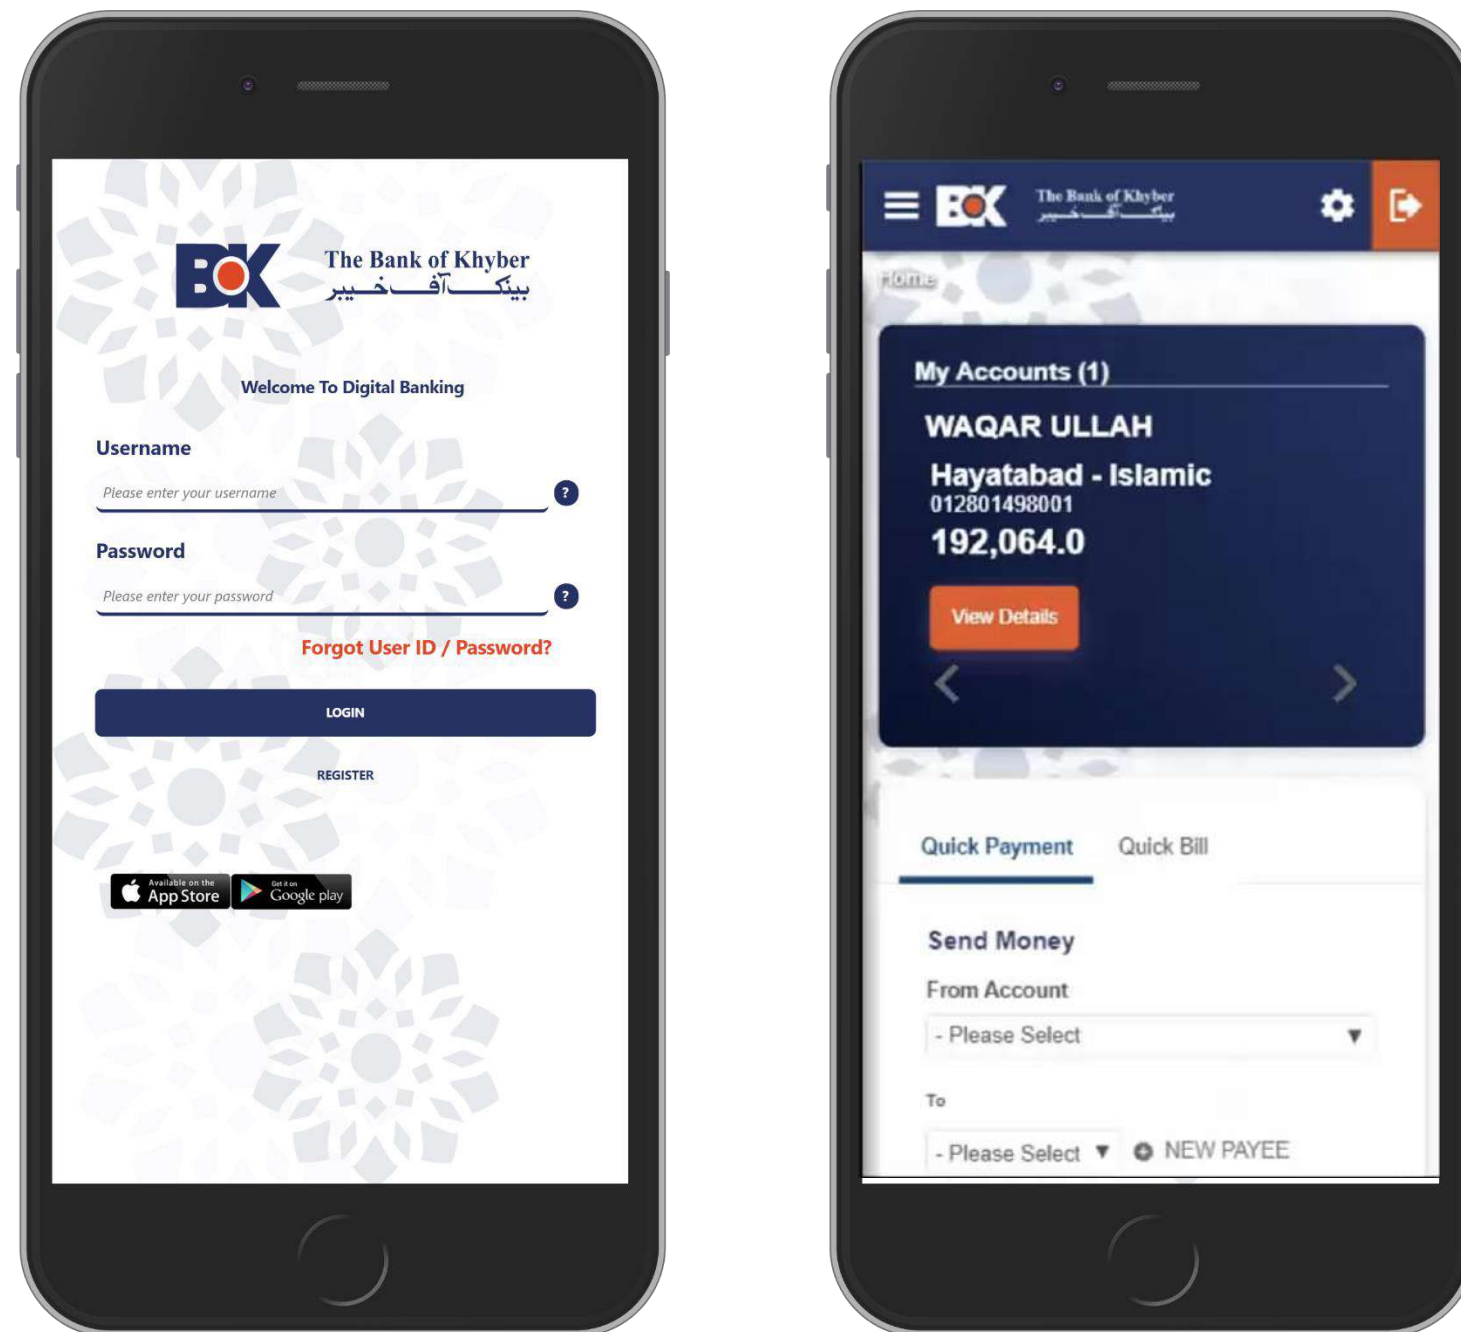 BOK
The Bank of Khyber
بینک آف خیبر
Welcome To Digital Banking
Username
Please enter your username
?
Password
Please enter your password
?
Forgot User ID / Password?
LOGIN
REGISTER
Available on the
App Store
Get it on
Google play
BOK
The Bank of Khyber
بینک آف خیبر
Home
My Accounts (1)
WAQAR ULLAH
Hayatabad - Islamic
012801498001
192,064.0
View Details
Quick Payment
Quick Bill
Send Money
From Account
- Please Select
To
- Please Select
NEW PAYEE